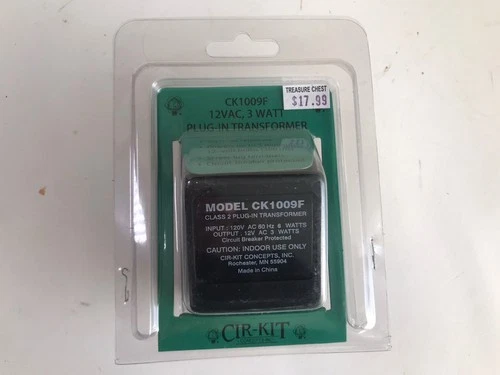 TREASURE CHEST
$17.99
CK1009F
12VAC, 3 WATT
PLUG-IN TRANSFORMER
MODEL CK1009F
CLASS 2 PLUG-IN TRANSFORMER
INPUT : 120V AC 60 Hz 6 WATTS
OUTPUT : 12V AC 3 WATTS
Circuit Breaker Protected
CAUTION: INDOOR USE ONLY
CIR-KIT CONCEPTS, INC.
Rochester, MN 55904
Made in China
CIR-KIT